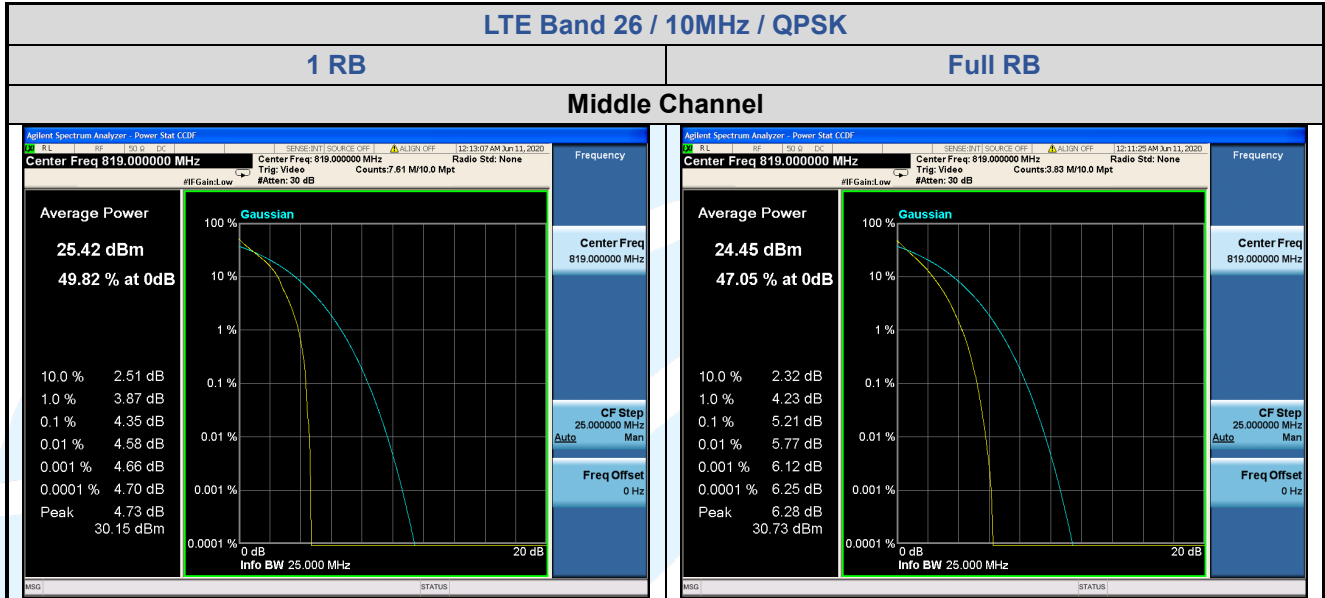 LTE Band 26 / 10MHz / QPSK
1 RB
Full RB
Middle Channel
Agilent Spectrum Analyzer - Power Stat CCDF
RL RF 50 Ω DC SENSE:INT SOURCE OFF ALIGN OFF 12:13:07 AM Jun 11, 2020
Center Freq 819.000000 MHz
Center Freq: 819.000000 MHz Radio Std: None
Trig: Video Counts:7.61 M/10.0 Mpt
#IFGain:Low #Atten: 30 dB
Frequency
Average Power
25.42 dBm
49.82 % at 0dB
10.0 % 2.51 dB
1.0 % 3.87 dB
0.1 % 4.35 dB
0.01 % 4.58 dB
0.001 % 4.66 dB
0.0001 % 4.70 dB
Peak 4.73 dB
30.15 dBm
Gaussian
100 %
10 %
1 %
0.1 %
0.01 %
0.001 %
0.0001 %
0 dB 20 dB
Info BW 25.000 MHz
Center Freq
819.000000 MHz
CF Step
25.000000 MHz
Auto Man
Freq Offset
0 Hz
MSG STATUS
Agilent Spectrum Analyzer - Power Stat CCDF
RL RF 50 Ω DC SENSE:INT SOURCE OFF ALIGN OFF 12:11:25 AM Jun 11, 2020
Center Freq 819.000000 MHz
Center Freq: 819.000000 MHz Radio Std: None
Trig: Video Counts:3.83 M/10.0 Mpt
#IFGain:Low #Atten: 30 dB
Frequency
Average Power
24.45 dBm
47.05 % at 0dB
10.0 % 2.32 dB
1.0 % 4.23 dB
0.1 % 5.21 dB
0.01 % 5.77 dB
0.001 % 6.12 dB
0.0001 % 6.25 dB
Peak 6.28 dB
30.73 dBm
Gaussian
100 %
10 %
1 %
0.1 %
0.01 %
0.001 %
0.0001 %
0 dB 20 dB
Info BW 25.000 MHz
Center Freq
819.000000 MHz
CF Step
25.000000 MHz
Auto Man
Freq Offset
0 Hz
MSG STATUS